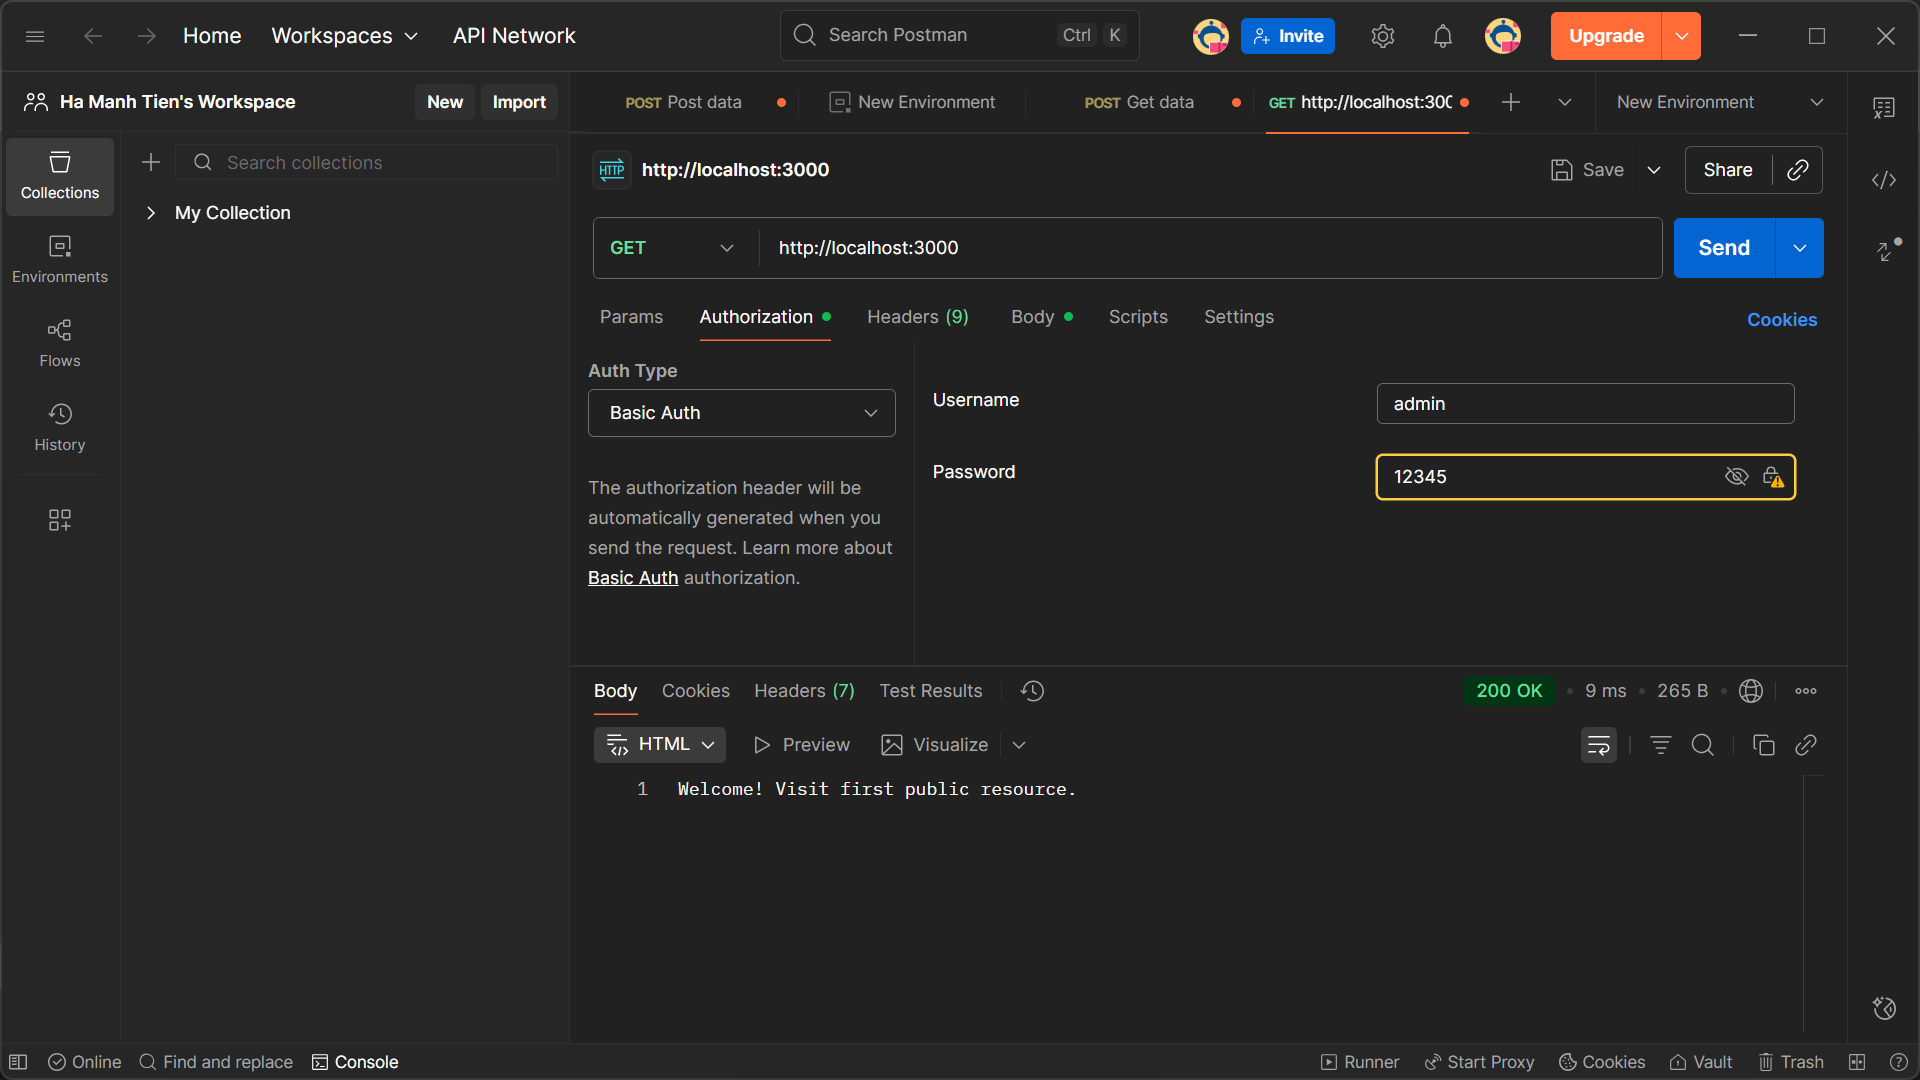 Home Workspaces API Network Search Postman Ctrl K Invite Upgrade
Ha Manh Tien's Workspace New Import
POST Post data New Environment POST Get data GET http://localhost:300 New Environment
Collections
Search collections
My Collection
Environments
Flows
History
HTTP http://localhost:3000 Save Share
GET http://localhost:3000 Send
Params Authorization Headers (9) Body Scripts Settings Cookies
Auth Type
Basic Auth
The authorization header will be
automatically generated when you
send the request. Learn more about
Basic Auth authorization.
Username admin
Password 12345
Body Cookies Headers (7) Test Results 200 OK 9 ms 265 B
HTML Preview Visualize
1 Welcome! Visit first public resource.
Online Find and replace Console Runner Start Proxy Cookies Vault Trash